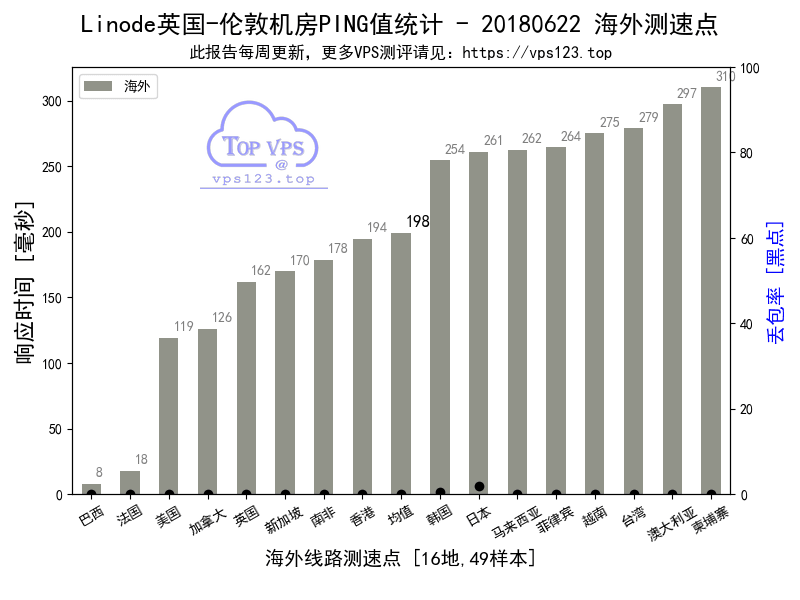 Linode英国-伦敦机房PING值统计 - 20180622 海外测速点
此报告每周更新, 更多VPS测评请见: https://vps123.top
海外
TOP VPS
@
vps123.top
响应时间 [毫秒]
0
50
100
150
200
250
300
8
18
119
126
162
170
178
194
198
254
261
262
264
275
279
297
310
0
20
40
60
80
100
丢包率 [黑点]
巴西
法国
美国
加拿大
英国
新加坡
南非
香港
均值
韩国
日本
马来西亚
菲律宾
越南
台湾
澳大利亚
柬埔寨
海外线路测速点 [16地,49样本]